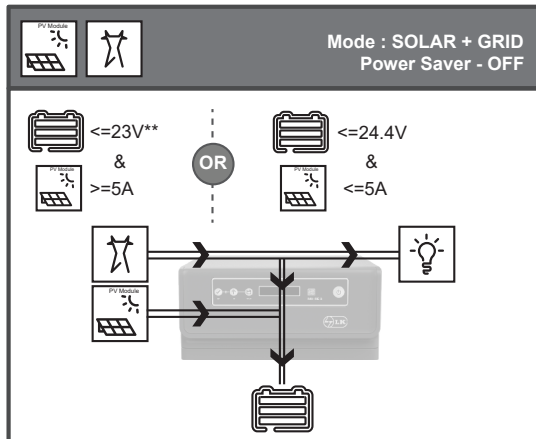 PV Module
Mode : SOLAR + GRID
Power Saver - OFF
<=23V**
&
PV Module
>=5A
OR
<=24.4V
&
PV Module
<=5A
PV Module